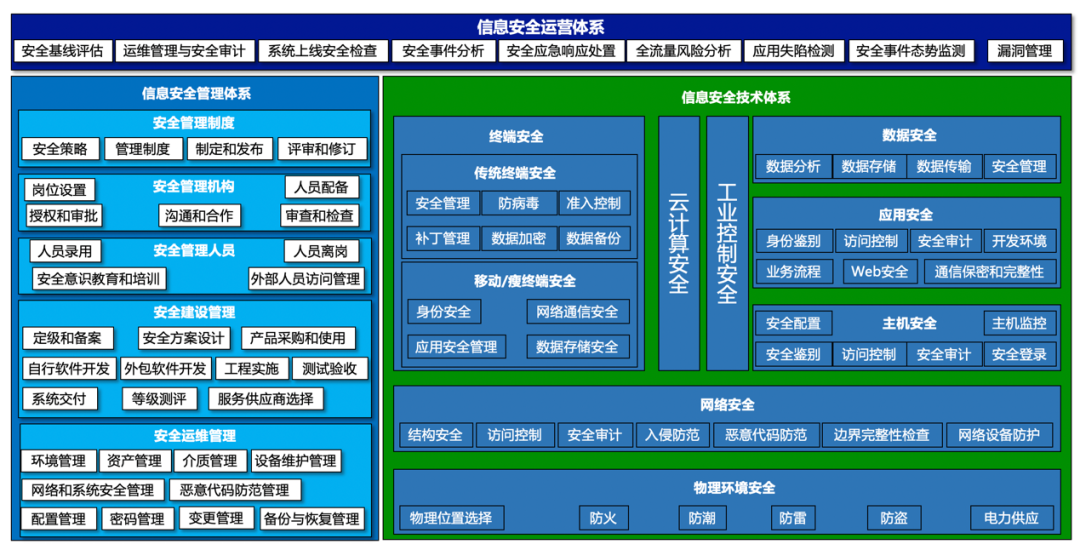 信息安全运营体系
安全基线评估 运维管理与安全审计 系统上线安全检查 安全事件分析 安全应急响应处置 全流量风险分析 应用失陷检测 安全事件态势监测 漏洞管理
信息安全管理体系
安全管理制度
安全策略 管理制度 制定和发布 评审和修订
岗位设置 安全管理机构 人员配备
授权和审批 沟通和合作 审查和检查
人员录用 安全管理人员 人员离岗
安全意识教育和培训 外部人员访问管理
安全建设管理
定级和备案 安全方案设计 产品采购和使用
自行软件开发 外包软件开发 工程实施 测试验收
系统交付 等级测评 服务供应商选择
安全运维管理
环境管理 资产管理 介质管理 设备维护管理
网络和系统安全管理 恶意代码防范管理
配置管理 密码管理 变更管理 备份与恢复管理
信息安全技术体系
终端安全
传统终端安全
安全管理 防病毒 准入控制
补丁管理 数据加密 数据备份
移动/瘦终端安全
身份安全 网络通信安全
应用安全管理 数据存储安全
云计算安全
工业控制安全
数据安全
数据分析 数据存储 数据传输 安全管理
应用安全
身份鉴别 访问控制 安全审计 开发环境
业务流程 Web安全 通信保密和完整性
安全配置 主机安全 主机监控
安全鉴别 访问控制 安全审计 安全登录
网络安全
结构安全 访问控制 安全审计 入侵防范 恶意代码防范 边界完整性检查 网络设备防护
物理环境安全
物理位置选择 防火 防潮 防雷 防盗 电力供应